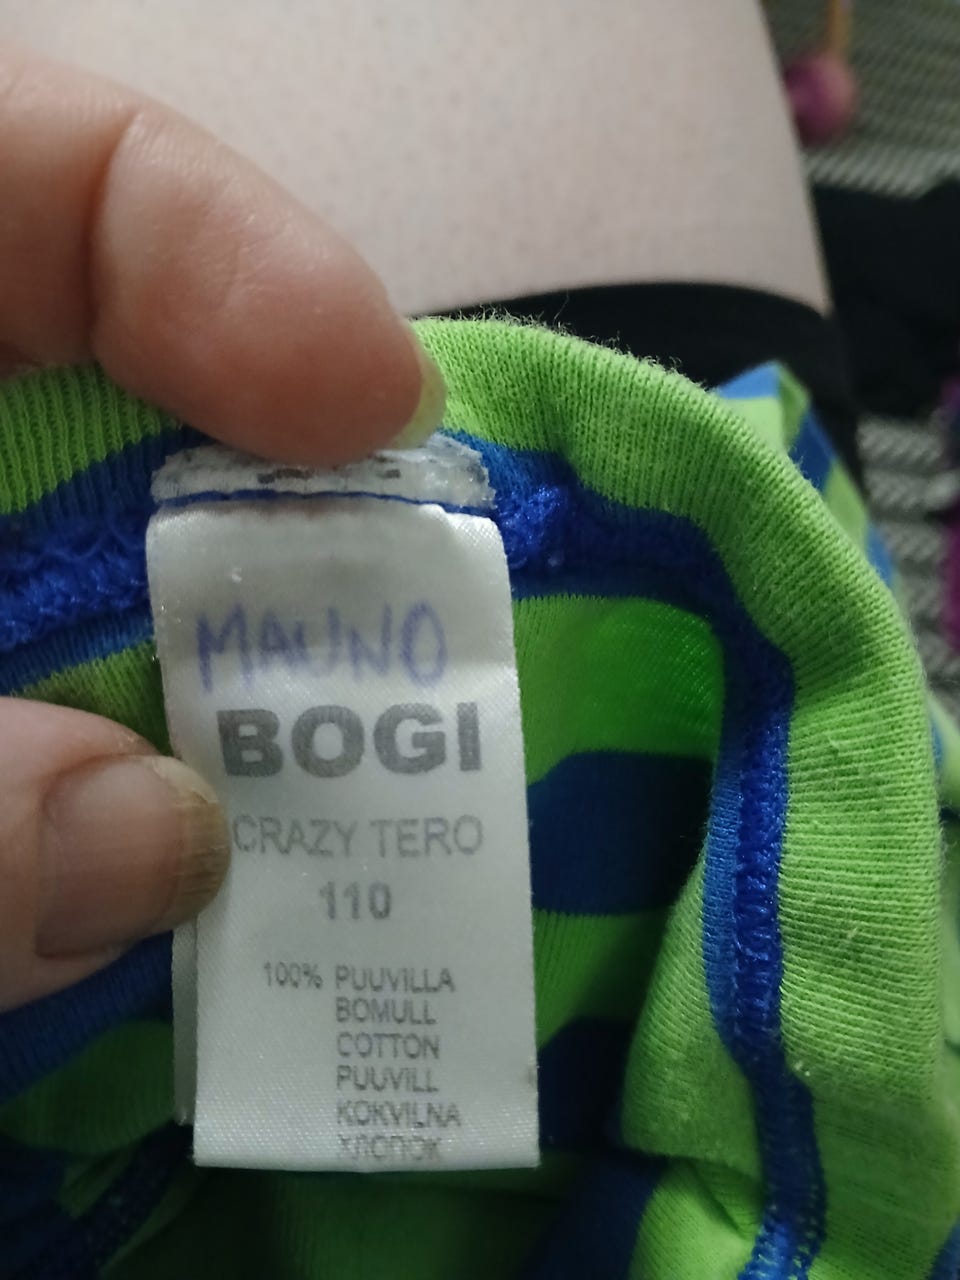 MAUNO
BOGI
CRAZY TERO
110
100% PUUVILLA
BOMULL
COTTON
PUUVILL
KOKVILNA
ХЛОПОК